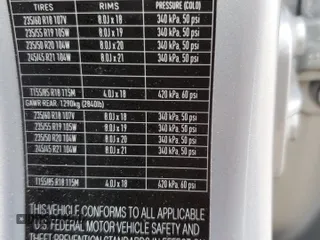 TIRES RIMS PRESSURE (COLD)
235/60 R18 107V 8.0J x 18 340 kPa, 50 psi
235/55 R19 105W 8.0J x 19 340 kPa, 50 psi
235/50 R20 104W 8.0J x 20 340 kPa, 50 psi
245/45 R21 104W 8.0J x 21 340 kPa, 50 psi
T155/85 R18 115M 4.0J x 18 420 kPa, 60 psi
GAWR REAR: 1290kg (2840lb)
235/60 R18 107V 8.0J x 18 340 kPa, 50 psi
235/55 R19 105W 8.0J x 19 340 kPa, 50 psi
235/50 R20 104W 8.0J x 20 340 kPa, 50 psi
245/45 R21 104W 8.0J x 21 340 kPa, 50 psi
T155/85 R18 115M 4.0J x 18 420 kPa, 60 psi
THIS VEHICLE CONFORMS TO ALL APPLICABLE
U.S. FEDERAL MOTOR VEHICLE SAFETY AND
THEFT PREVENTION STANDARDS IN EFFECT ON